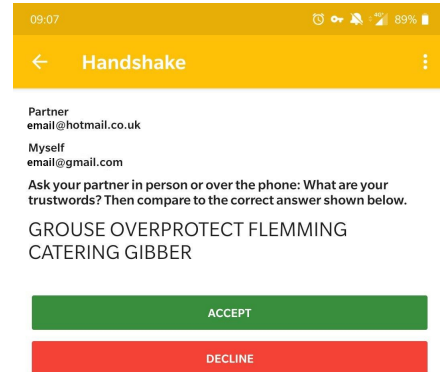 09:07 4G+ 89%
Handshake
Partner
email@hotmail.co.uk
Myself
email@gmail.com
Ask your partner in person or over the phone: What are your
trustwords? Then compare to the correct answer shown below.
GROUSE OVERPROTECT FLEMMING
CATERING GIBBER
ACCEPT
DECLINE